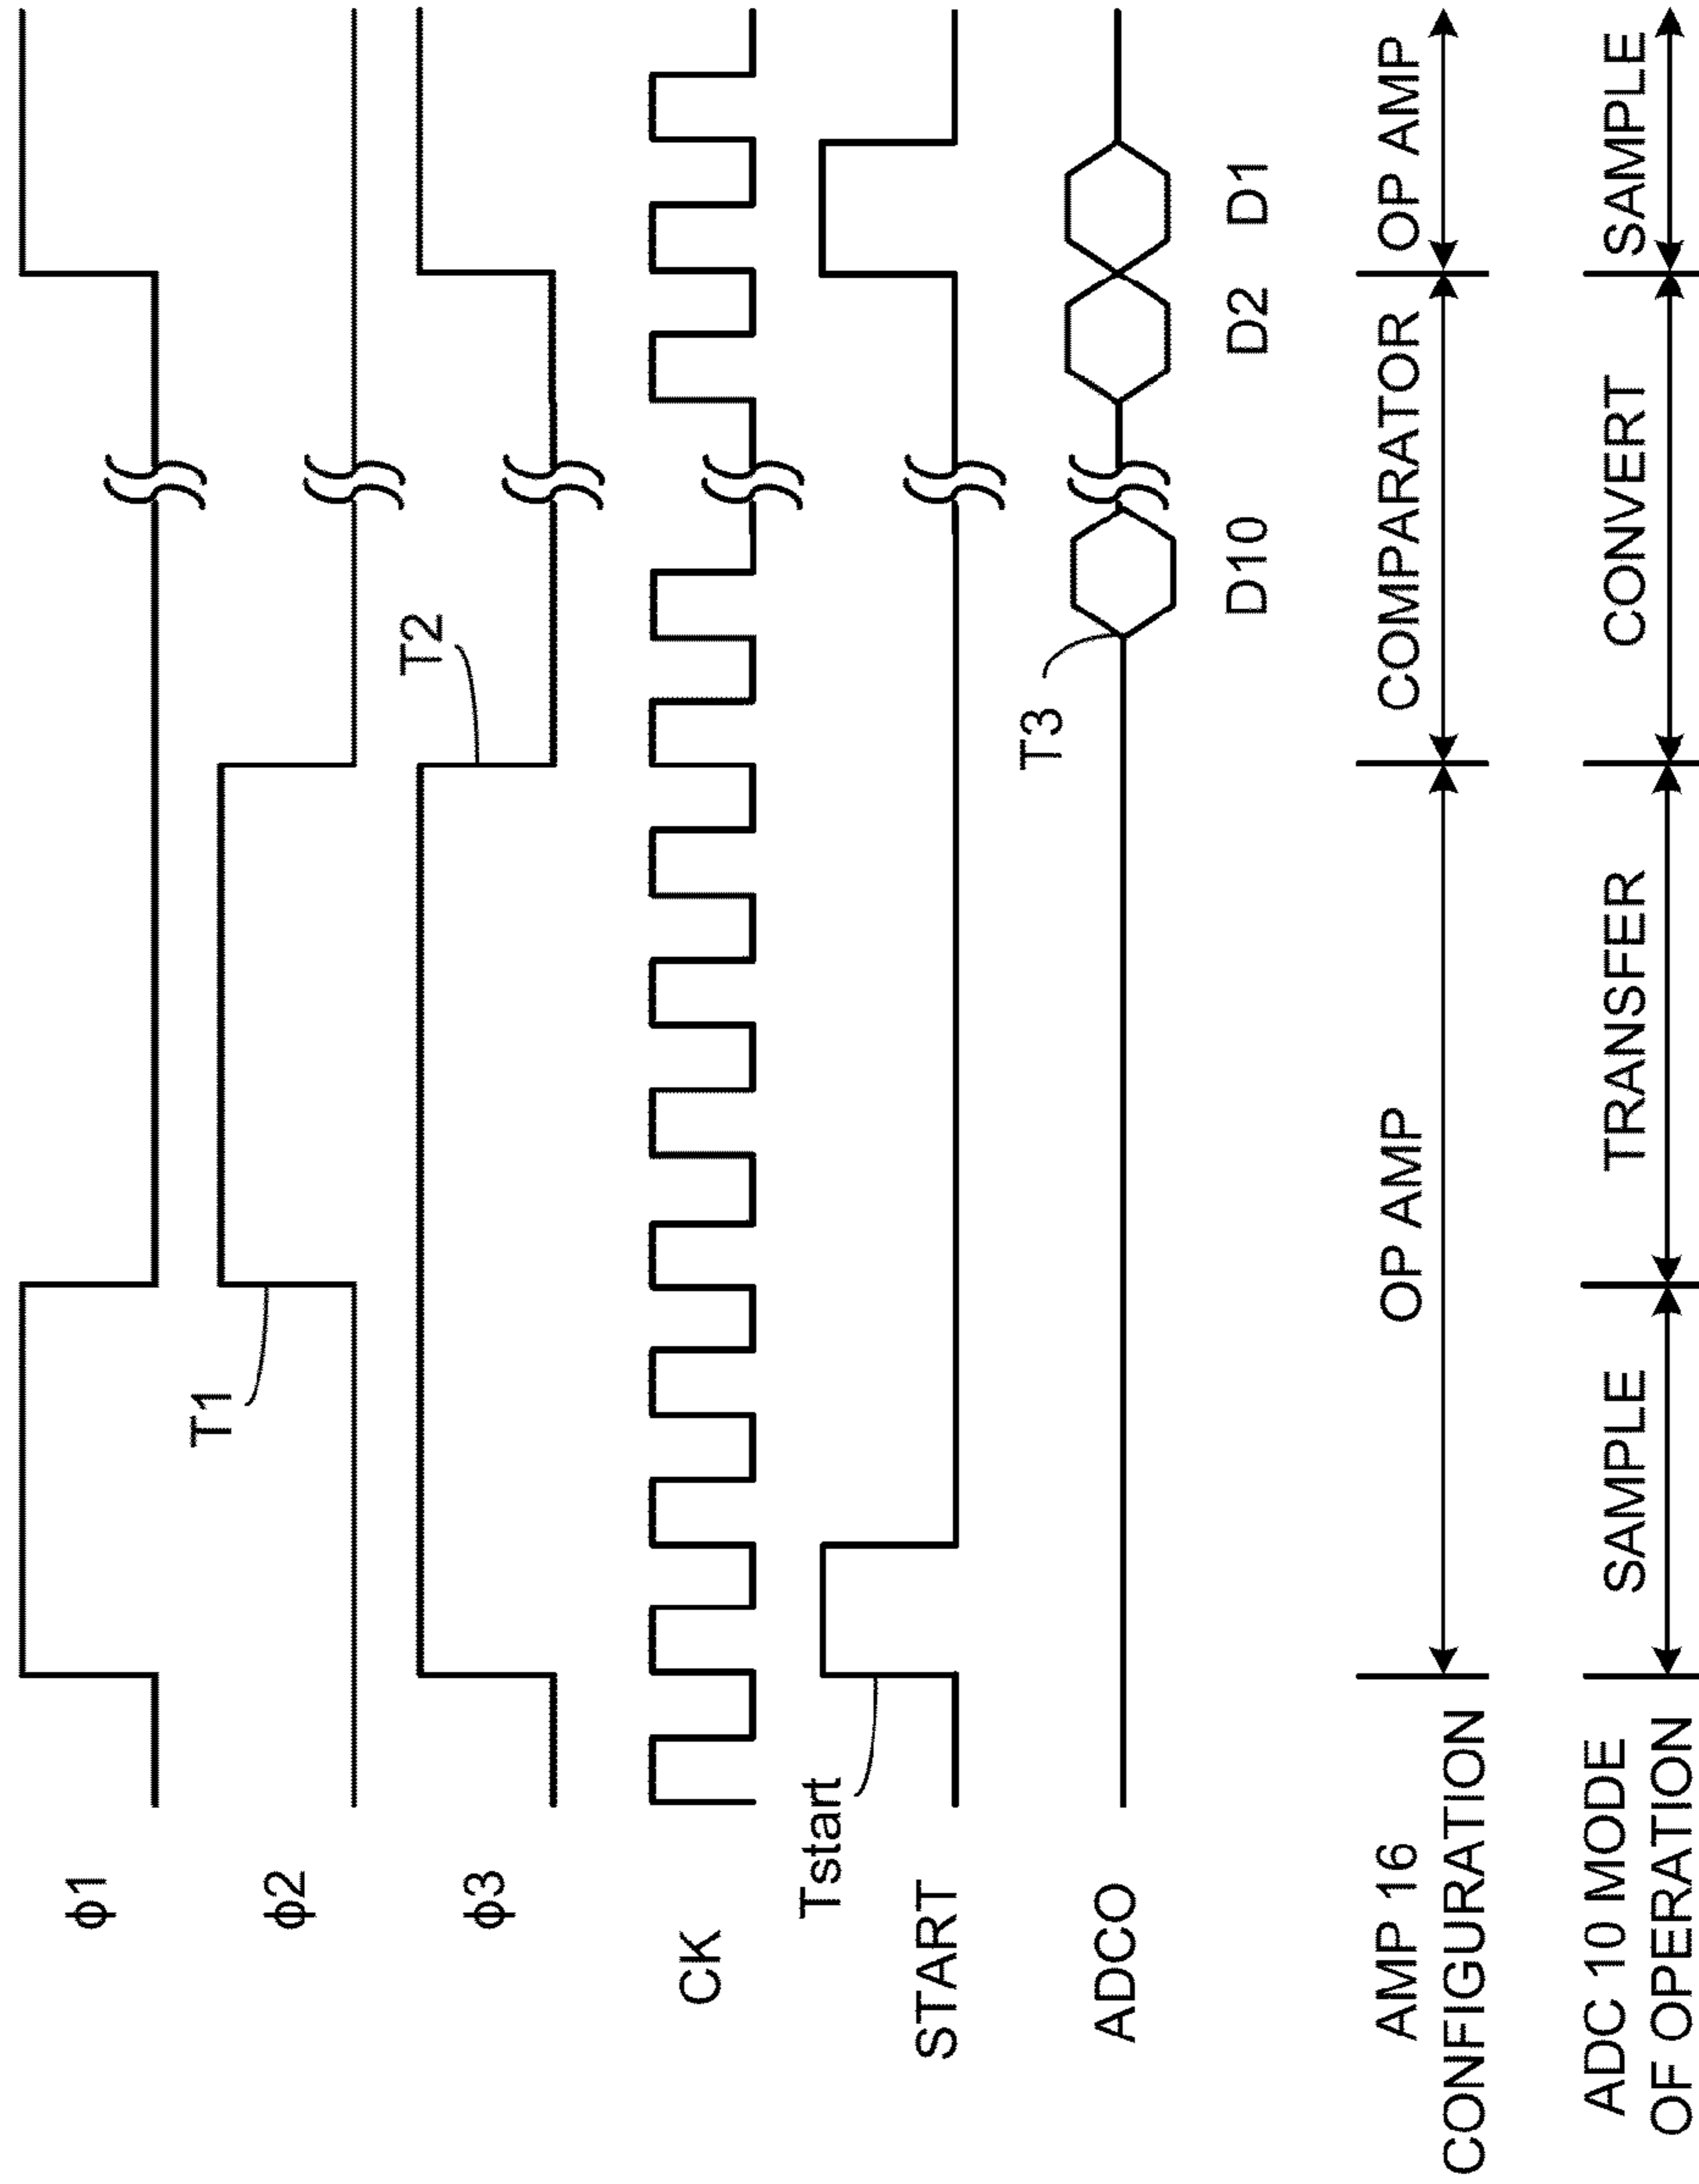 ϕ1
T1
ϕ2
T2
ϕ3
CK
Tstart
START
T3
ADCO
D10 D2 D1
AMP 16
CONFIGURATION
OP AMP COMPARATOR OP AMP
ADC 10 MODE
OF OPERATION
SAMPLE TRANSFER CONVERT SAMPLE